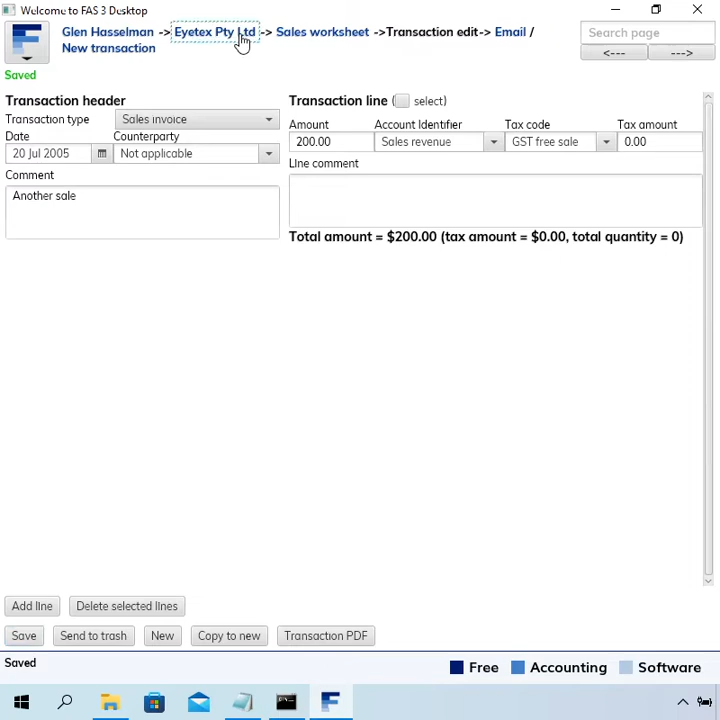 Welcome to FAS 3 Desktop
Glen Hasselman -> Eyetex Pty Ltd -> Sales worksheet ->Transaction edit-> Email /
New transaction
Search page
<--- --->
Saved
Transaction header
Transaction type Sales invoice
Date Counterparty
20 Jul 2005 Not applicable
Comment
Another sale
Transaction line ( select)
Amount Account Identifier Tax code Tax amount
200.00 Sales revenue GST free sale 0.00
Line comment
Total amount = $200.00 (tax amount = $0.00, total quantity = 0)
Add line Delete selected lines
Save Send to trash New Copy to new Transaction PDF
Saved
Free Accounting Software